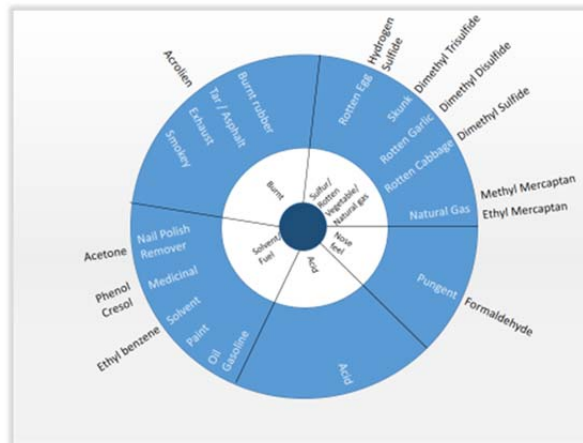 Hydrogen
Sulfide
Dimethyl Trisulfide
Dimethyl Disulfide
Dimethyl Sulfide
Methyl Mercaptan
Ethyl Mercaptan
Formaldehyde
Ethyl benzene
Phenol
Cresol
Acetone
Acrolien
Rotten Egg
Skunk
Rotten Garlic
Rotten Cabbage
Natural Gas
Pungent
Acid
Gasoline
Oil
Paint
Solvent
Medicinal
Nail Polish
Remover
Smokey
Exhaust
Tar / Asphalt
Burnt rubber
Burnt
Sulfur/
Rotten
Vegetable/
Natural gas
Nose
feel
Acid
Solvent/
Fuel